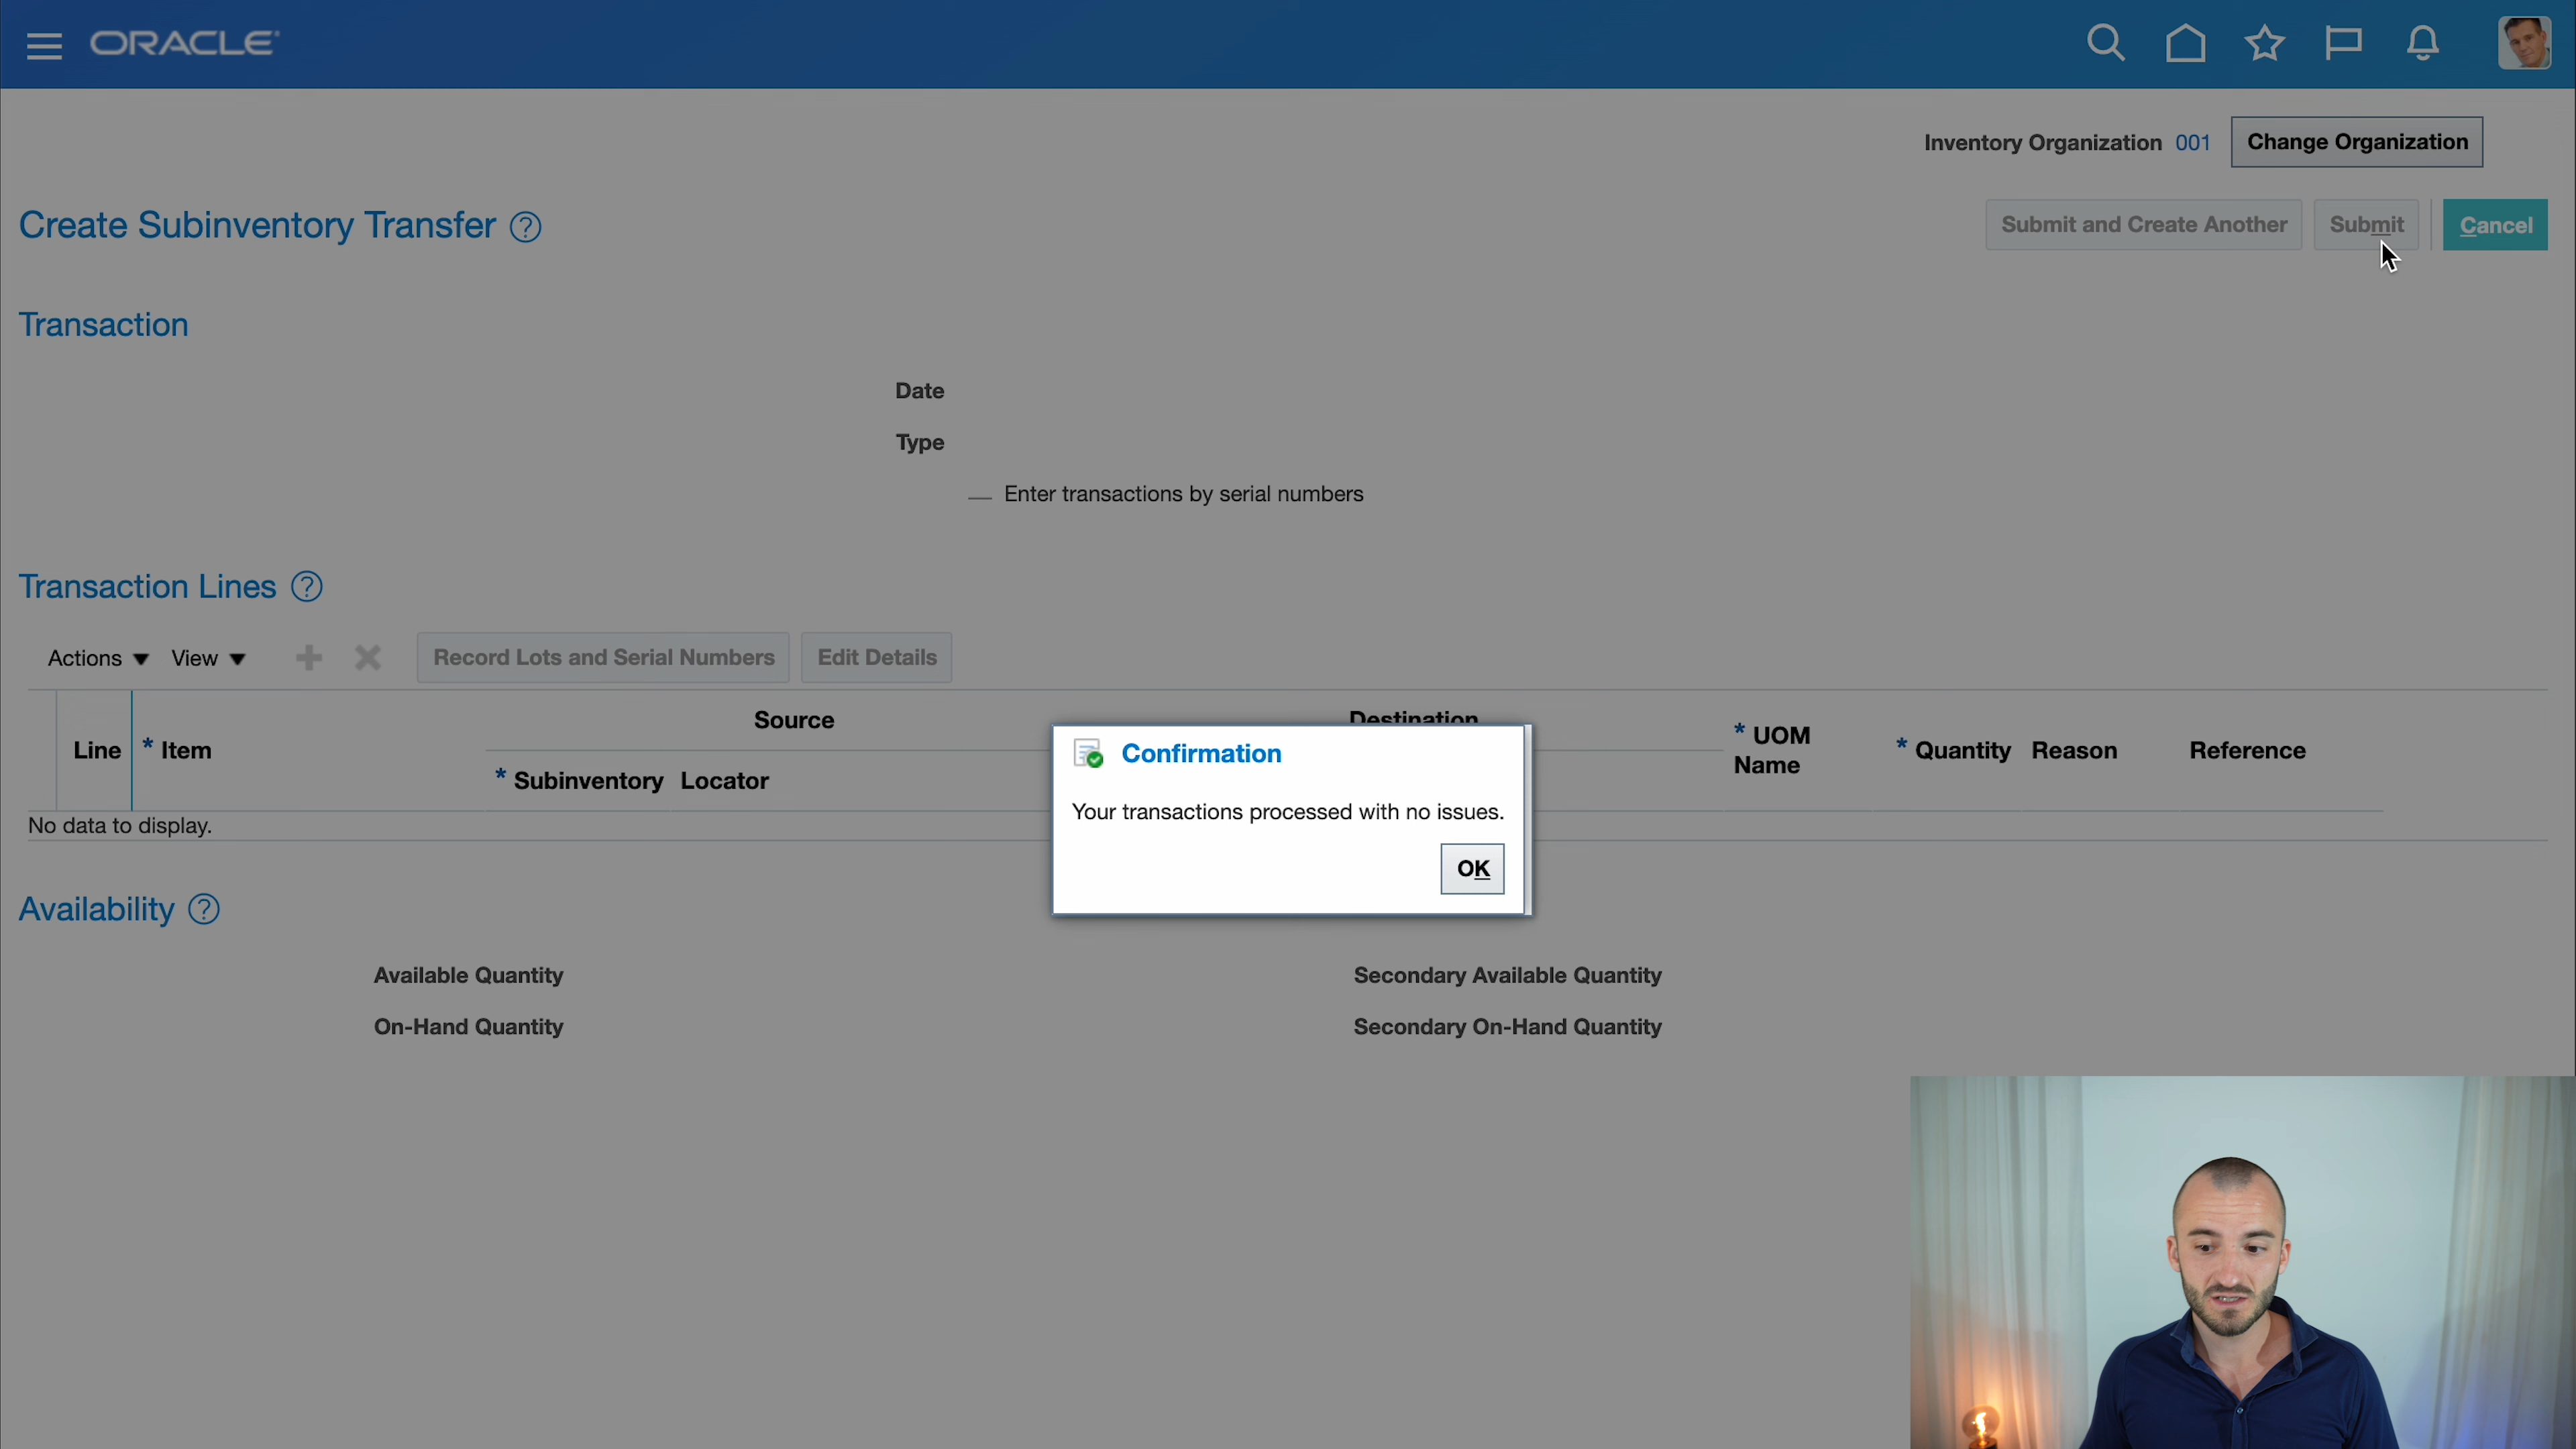 ORACLE
Inventory Organization 001 Change Organization
Create Subinventory Transfer ?
Submit and Create Another Submit Cancel
Transaction
Date
Type
Enter transactions by serial numbers
Transaction Lines ?
Actions View Record Lots and Serial Numbers Edit Details
Source Destination
Line * Item * UOM Name * Quantity Reason Reference
* Subinventory Locator
No data to display.
Confirmation
Your transactions processed with no issues.
OK
Availability ?
Available Quantity Secondary Available Quantity
On-Hand Quantity Secondary On-Hand Quantity